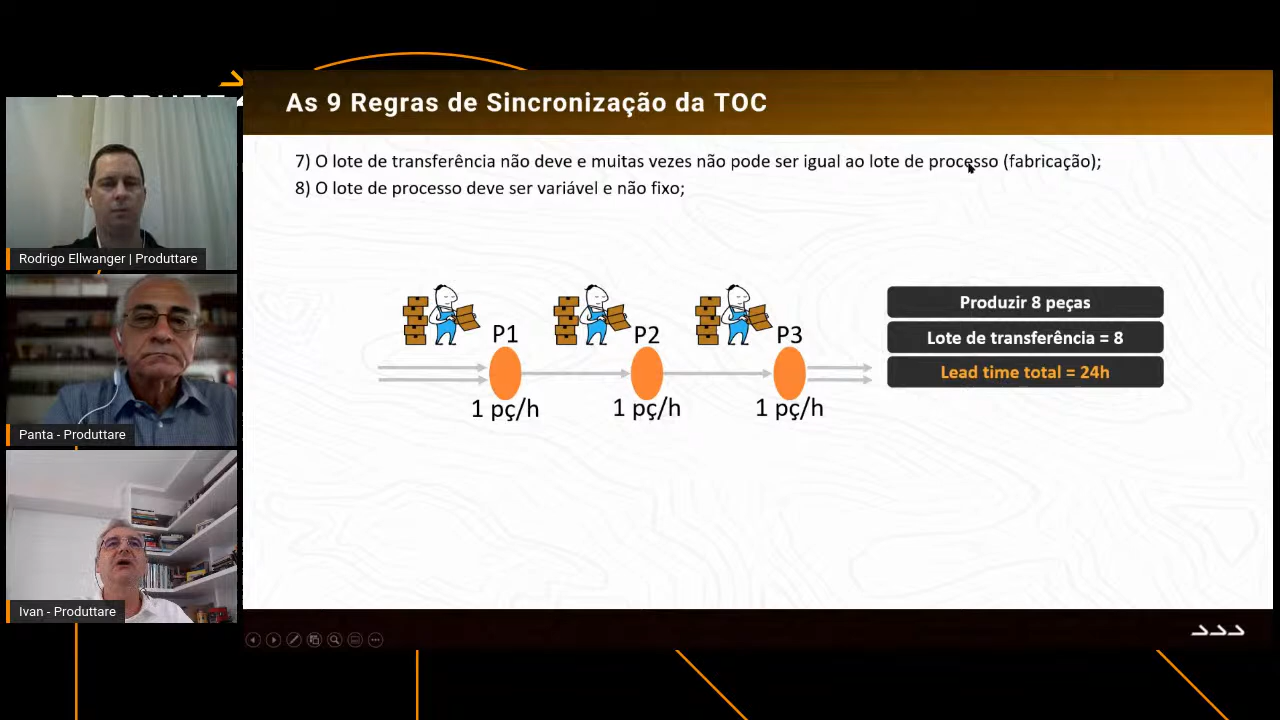 As 9 Regras de Sincronização da TOC
7) O lote de transferência não deve e muitas vezes não pode ser igual ao lote de processo (fabricação);
8) O lote de processo deve ser variável e não fixo;
P1
P2
P3
1 pç/h
1 pç/h
1 pç/h
Produzir 8 peças
Lote de transferência = 8
Lead time total = 24h
Rodrigo Ellwanger | Produttare
Panta - Produttare
Ivan - Produttare